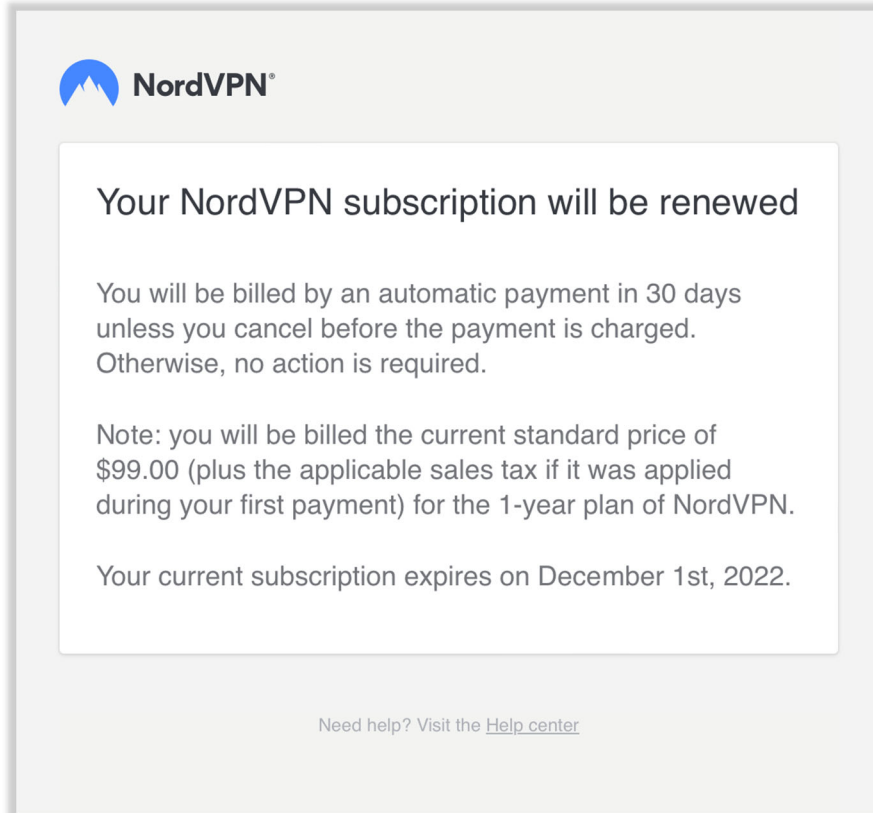 NordVPN®
Your NordVPN subscription will be renewed
You will be billed by an automatic payment in 30 days
unless you cancel before the payment is charged.
Otherwise, no action is required.
Note: you will be billed the current standard price of
$99.00 (plus the applicable sales tax if it was applied
during your first payment) for the 1-year plan of NordVPN.
Your current subscription expires on December 1st, 2022.
Need help? Visit the Help center